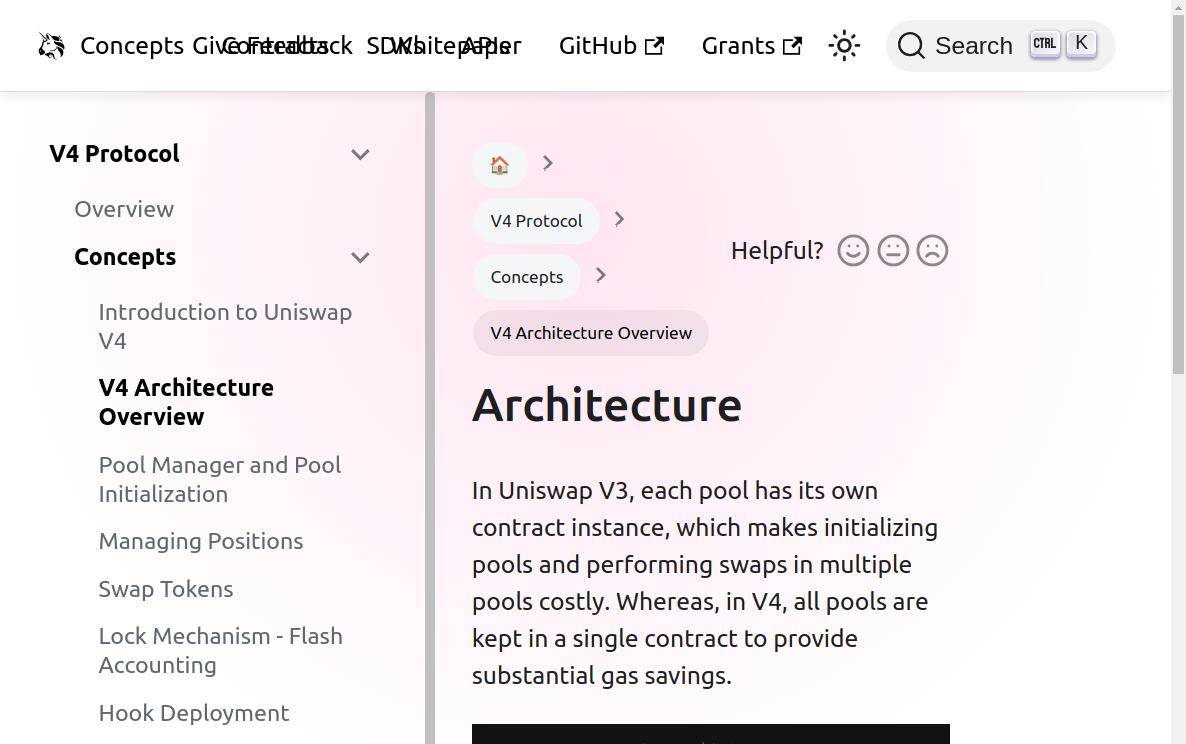 Concepts Give Feedback Contracts SDKs Whitepaper APIs GitHub Grants Search CTRL K
V4 Protocol
Overview
Concepts
Introduction to Uniswap
V4
V4 Architecture
Overview
Pool Manager and Pool
Initialization
Managing Positions
Swap Tokens
Lock Mechanism - Flash
Accounting
Hook Deployment
V4 Protocol
Concepts
V4 Architecture Overview
Helpful?
Architecture
In Uniswap V3, each pool has its own
contract instance, which makes initializing
pools and performing swaps in multiple
pools costly. Whereas, in V4, all pools are
kept in a single contract to provide
substantial gas savings.